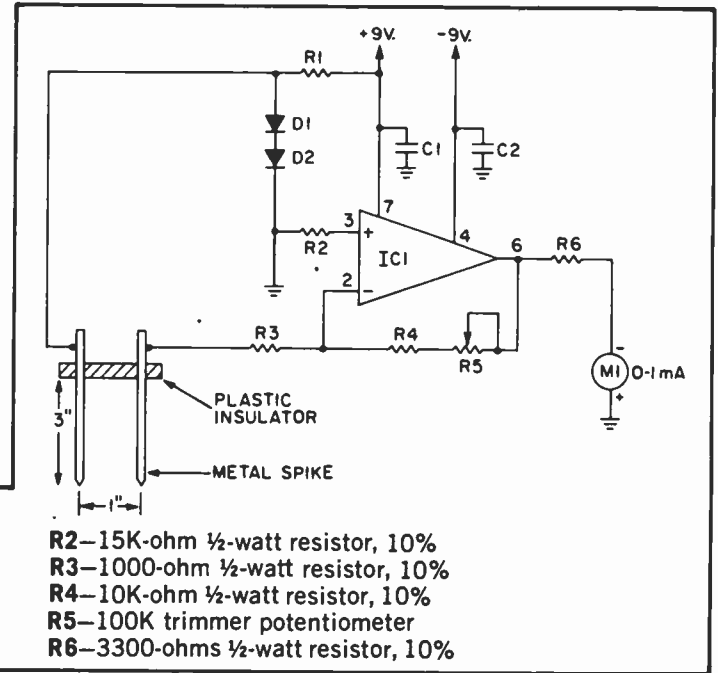 +9V. -9V.
R1
D1
D2
C1 C2
7
3
+
R2
IC1
4
6
R6
2
-
R3
R4
R5
-
M1 0-1mA
+
PLASTIC
INSULATOR
3"
METAL SPIKE
1"
R2—15K-ohm ½-watt resistor, 10%
R3—1000-ohm ½-watt resistor, 10%
R4—10K-ohm ½-watt resistor, 10%
R5—100K trimmer potentiometer
R6—3300-ohms ½-watt resistor, 10%